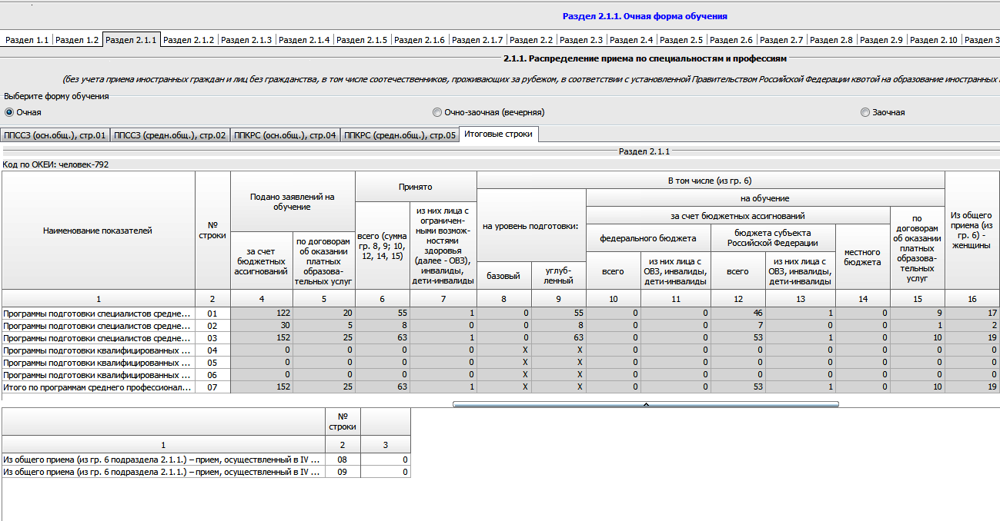 Раздел 2.1.1. Очная форма обучения
Раздел 1.1 Раздел 1.2 Раздел 2.1.1 Раздел 2.1.2 Раздел 2.1.3 Раздел 2.1.4 Раздел 2.1.5 Раздел 2.1.6 Раздел 2.1.7 Раздел 2.2 Раздел 2.3 Раздел 2.4 Раздел 2.5 Раздел 2.6 Раздел 2.7 Раздел 2.8 Раздел 2.9 Раздел 2.10 Раздел 3
2.1.1. Распределение приема по специальностям и профессиям
(без учета приема иностранных граждан и лиц без гражданства, в том числе соотечественников, проживающих за рубежом, в соответствии с установленной Правительством Российской Федерации квотой на образование иностранных
Выберите форму обучения
Очная Очно-заочная (вечерняя) Заочная
ППССЗ (осн.общ.), стр.01 ППССЗ (средн.общ.), стр.02 ППКРС (осн.общ.), стр.04 ППКРС (средн.общ.), стр.05 Итоговые строки
Раздел 2.1.1
Код по ОКЕИ: человек-792
Наименование показателей
№
строки
Подано заявлений на
обучение
за счет
бюджетных
ассигнований
по договорам
об оказании
платных
образова-
тельных услуг
Принято
всего (сумма
гр. 8, 9; 10,
12, 14, 15)
из них лица с
ограничен-
ными возмож-
ностями
здоровья
(далее - ОВЗ),
инвалиды,
дети-инвалиды
В том числе (из гр. 6)
на уровень подготовки:
базовый
углуб-
ленный
на обучение
за счет бюджетных ассигнований
федерального бюджета
всего
из них лица с
ОВЗ, инвалиды,
дети-инвалиды
бюджета субъекта
Российской Федерации
всего
из них лица с
ОВЗ, инвалиды,
дети-инвалиды
местного
бюджета
по
договорам
об оказании
платных
образова-
тельных
услуг
Из общего
приема (из
гр. 6) -
женщины
1 2 4 5 6 7 8 9 10 11 12 13 14 15 16
Программы подготовки специалистов средне... 01 122 20 55 1 0 55 0 0 46 1 0 9 17
Программы подготовки специалистов средне... 02 30 5 8 0 0 8 0 0 7 0 0 1 2
Программы подготовки специалистов средне... 03 152 25 63 1 0 63 0 0 53 1 0 10 19
Программы подготовки квалифицированных ... 04 0 0 0 0 X X 0 0 0 0 0 0 0
Программы подготовки квалифицированных ... 05 0 0 0 0 X X 0 0 0 0 0 0 0
Программы подготовки квалифицированных ... 06 0 0 0 0 X X 0 0 0 0 0 0 0
Итого по программам среднего профессионал... 07 152 25 63 1 X X 0 0 53 1 0 10 19
№
строки
1 2 3
Из общего приема (из гр. 6 подраздела 2.1.1.) – прием, осуществленный в IV ... 08 0
Из общего приема (из гр. 6 подраздела 2.1.1.) – прием, осуществленный в IV ... 09 0